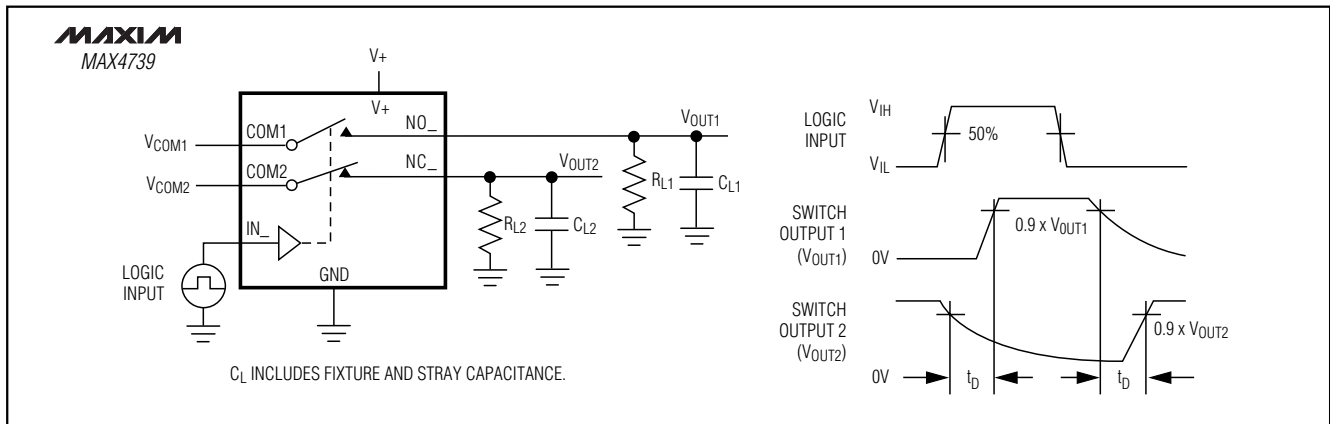 MAXIM
MAX4739
V+
V+
COM1
NO_
VOUT1
VCOM1
COM2
NC_
VOUT2
VCOM2
RL1
CL1
IN_
RL2
CL2
LOGIC
INPUT
GND
CL INCLUDES FIXTURE AND STRAY CAPACITANCE.
LOGIC
INPUT
VIH
50%
VIL
SWITCH
OUTPUT 1
(VOUT1)
0.9 x VOUT1
0V
SWITCH
OUTPUT 2
(VOUT2)
0.9 x VOUT2
0V
tD
tD